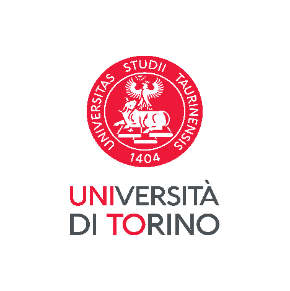 UNIVERSITAS STUDII TAURINENSIS
1404
UNIVERSITÀ
DI TORINO